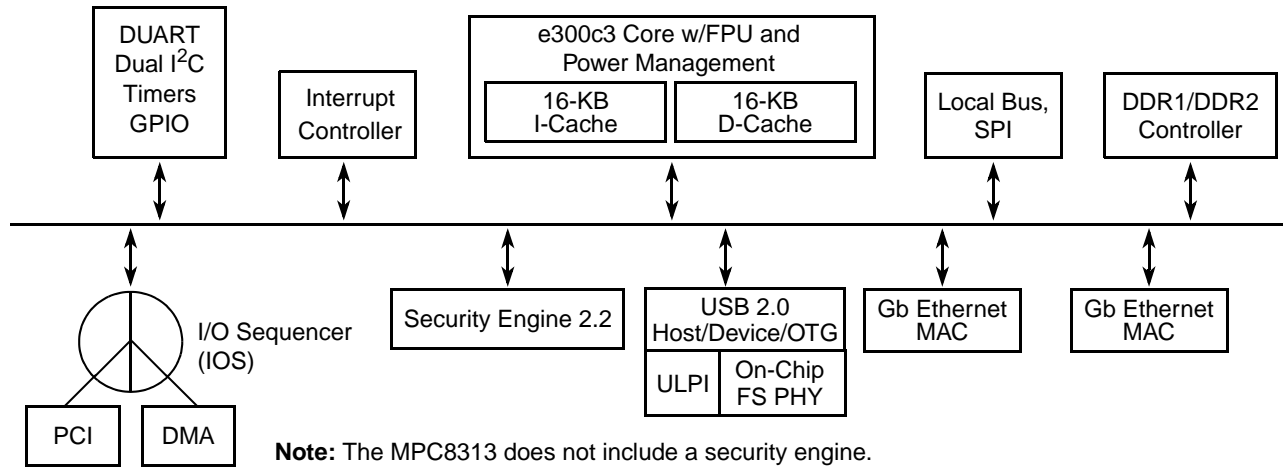 DUART
Dual I²C
Timers
GPIO
Interrupt
Controller
e300c3 Core w/FPU and
Power Management
16-KB
I-Cache
16-KB
D-Cache
Local Bus,
SPI
DDR1/DDR2
Controller
I/O Sequencer
(IOS)
PCI
DMA
Security Engine 2.2
USB 2.0
Host/Device/OTG
ULPI
On-Chip
FS PHY
Gb Ethernet
MAC
Gb Ethernet
MAC
Note: The MPC8313 does not include a security engine.